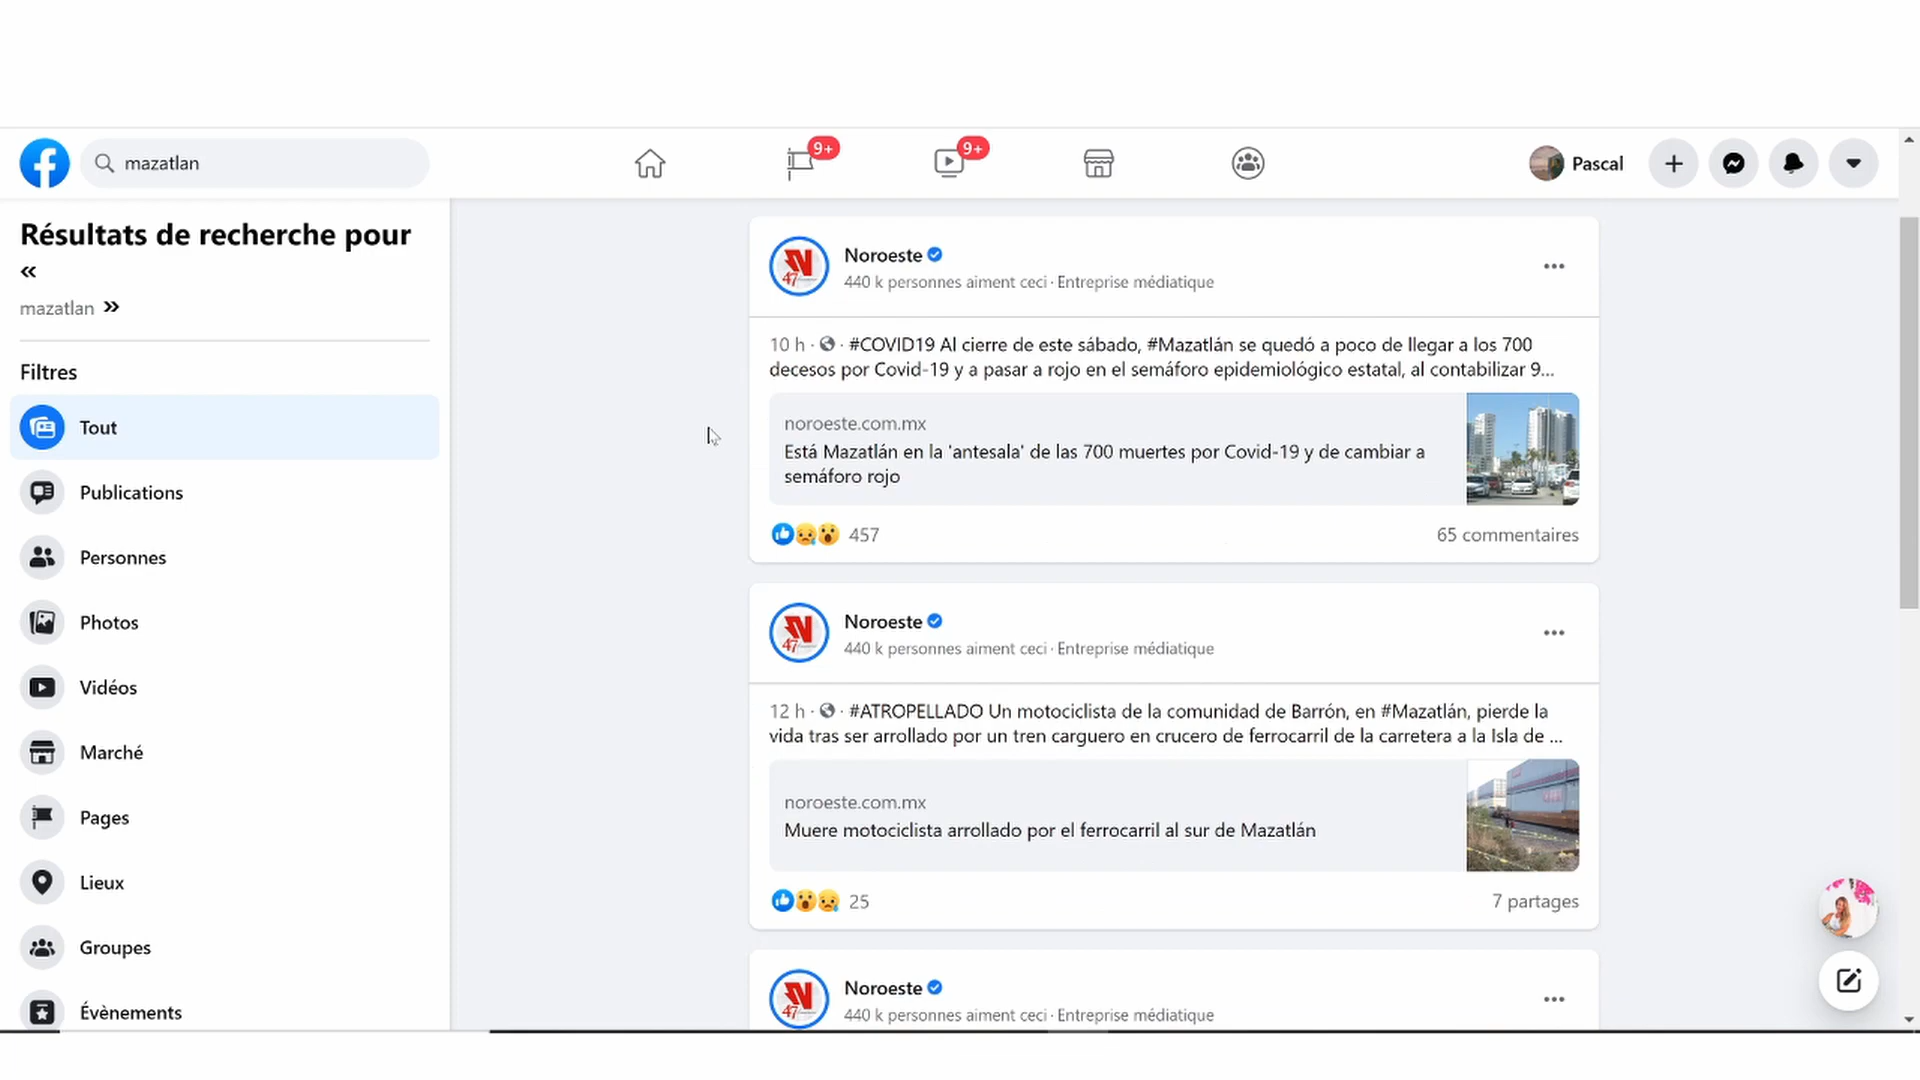 mazatlan
9+
9+
Pascal
Résultats de recherche pour
«
mazatlan »
Filtres
Tout
Publications
Personnes
Photos
Vidéos
Marché
Pages
Lieux
Groupes
Évènements
Noroeste
440 k personnes aiment ceci · Entreprise médiatique
10 h · · #COVID19 Al cierre de este sábado, #Mazatlán se quedó a poco de llegar a los 700
decesos por Covid-19 y a pasar a rojo en el semáforo epidemiológico estatal, al contabilizar 9...
noroeste.com.mx
Está Mazatlán en la 'antesala' de las 700 muertes por Covid-19 y de cambiar a
semáforo rojo
457
65 commentaires
N
47
Noroeste
440 k personnes aiment ceci · Entreprise médiatique
12 h · · #ATROPELLADO Un motociclista de la comunidad de Barrón, en #Mazatlán, pierde la
vida tras ser arrollado por un tren carguero en crucero de ferrocarril de la carretera a la Isla de ...
noroeste.com.mx
Muere motociclista arrollado por el ferrocarril al sur de Mazatlán
25
7 partages
N
47
Noroeste
440 k personnes aiment ceci · Entreprise médiatique
N
47